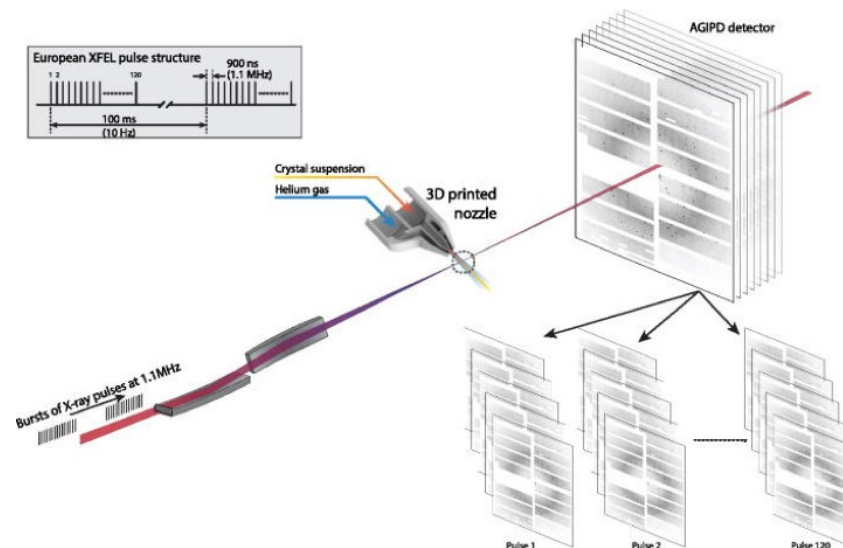 AGIPD detector
European XFEL pulse structure
900 ns
(1.1 MHz)
1 2
120
100 ms
(10 Hz)
Crystal suspension
Helium gas
3D printed
nozzle
Bursts of X-ray pulses at 1.1MHz
Pulse 1
Pulse 2
Pulse 120